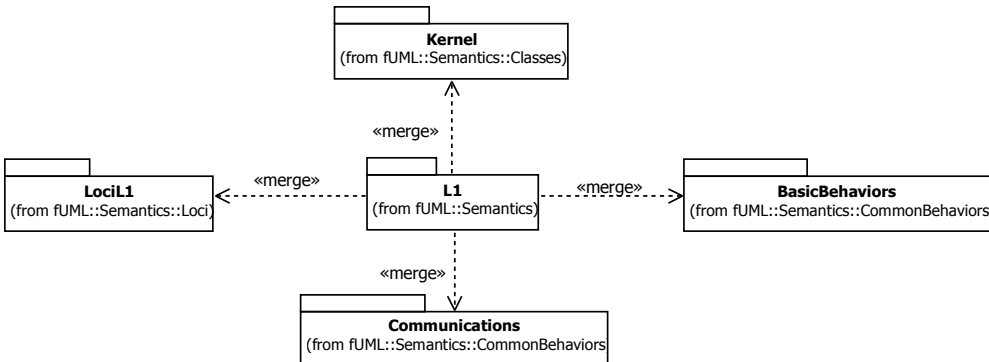 Kernel
(from fUML::Semantics::Classes)
«merge»
LociL1
(from fUML::Semantics::Loci)
«merge»
L1
(from fUML::Semantics)
«merge»
BasicBehaviors
(from fUML::Semantics::CommonBehaviors
«merge»
Communications
(from fUML::Semantics::CommonBehaviors